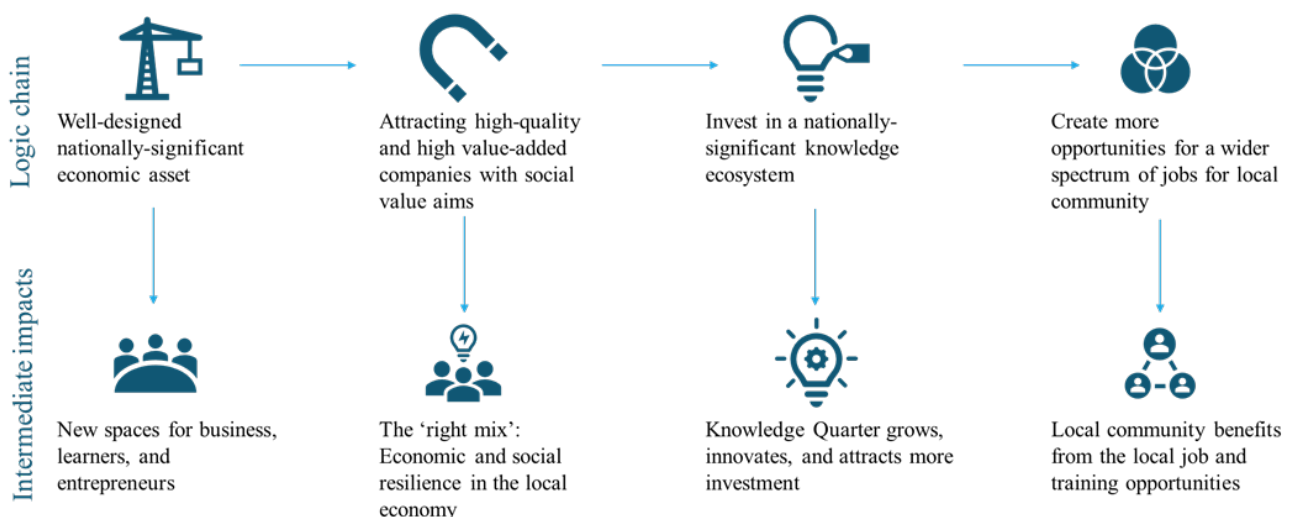 Logic chain
Well-designed
nationally-significant
economic asset
Attracting high-quality
and high value-added
companies with social
value aims
Invest in a nationally-
significant knowledge
ecosystem
Create more
opportunities for a wider
spectrum of jobs for local
community
Intermediate impacts
New spaces for business,
learners, and
entrepreneurs
The ‘right mix’:
Economic and social
resilience in the local
economy
Knowledge Quarter grows,
innovates, and attracts more
investment
Local community benefits
from the local job and
training opportunities